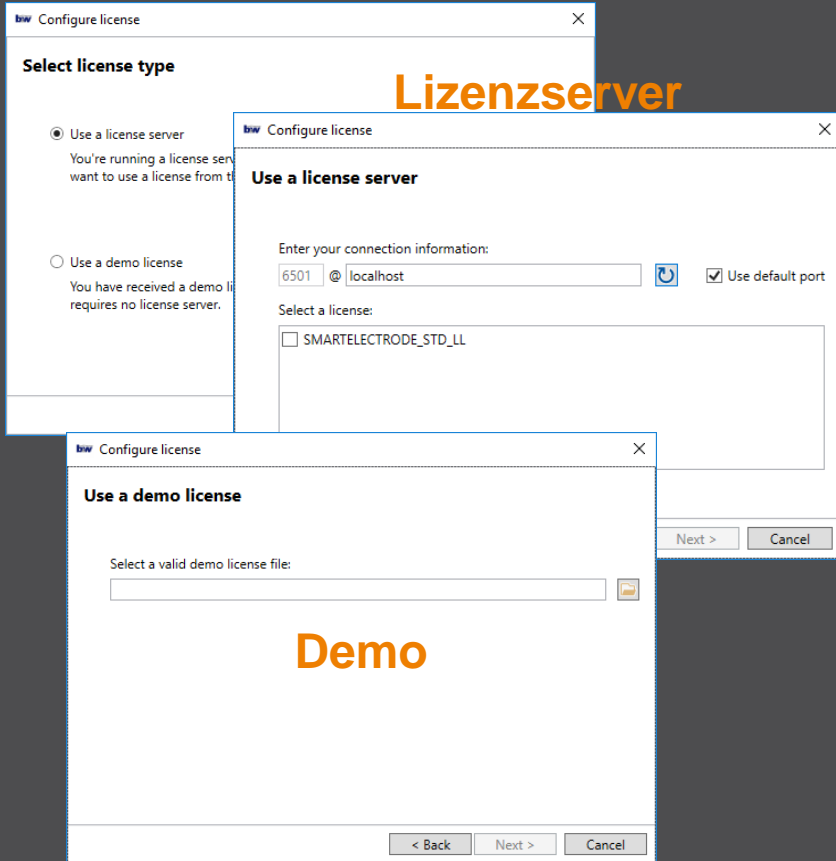 bw Configure license
Select license type
Lizenzserver
Use a license server
You're running a license
want to use a license from
Use a demo license
You have received a demo
requires no license server.
bw Configure license
Use a license server
Enter your connection information:
6501 @ localhost
Use default port
Select a license:
SMARTELECTRODE_STD_LL
Next > Cancel
bw Configure license
Use a demo license
Select a valid demo license file:
Demo
< Back Next > Cancel